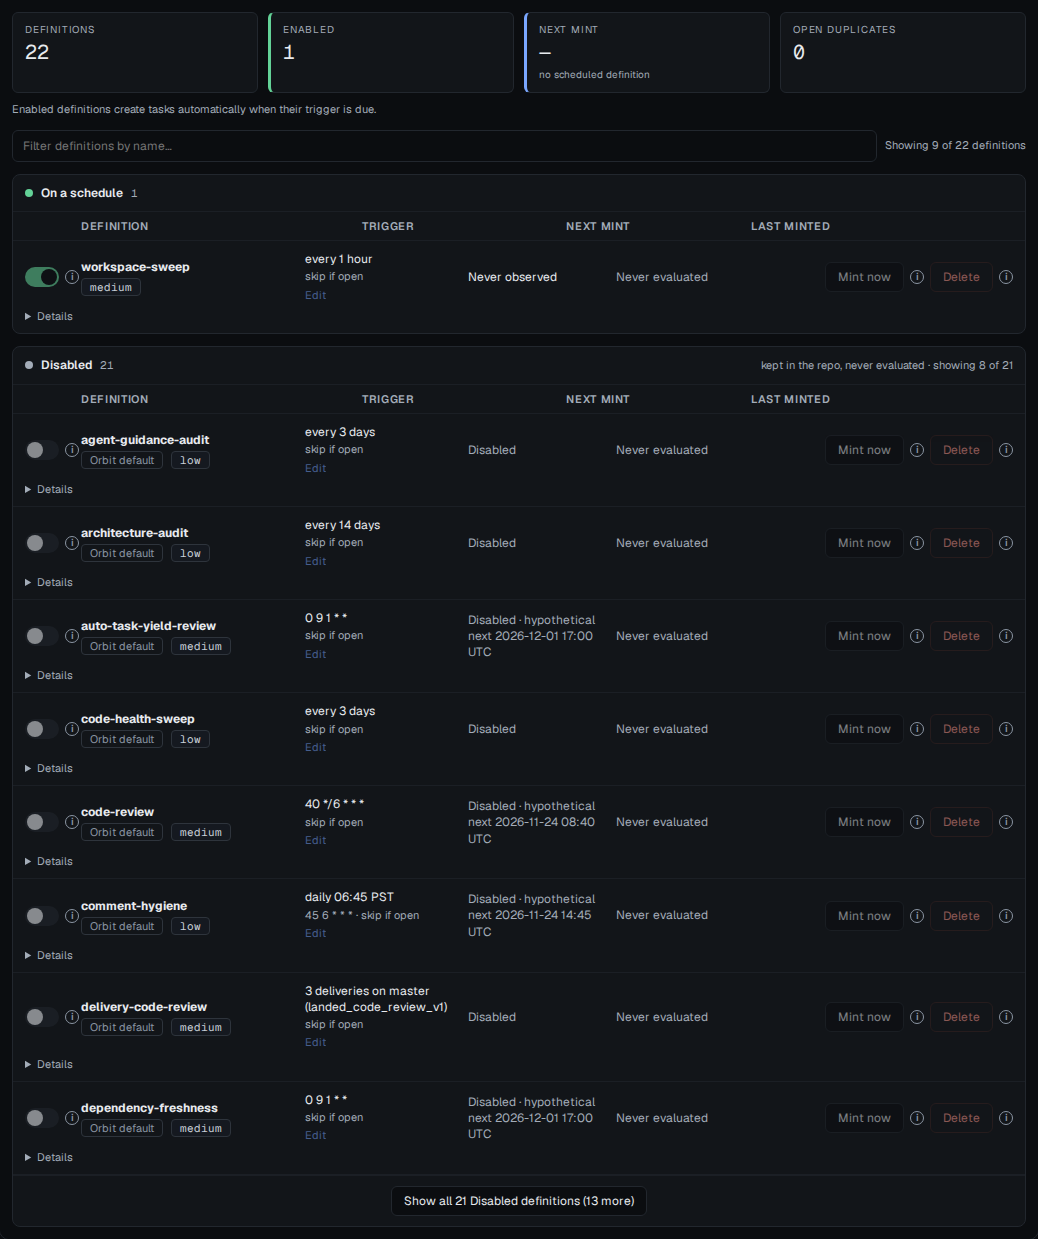 DEFINITIONS
22
ENABLED
1
NEXT MINT
—
no scheduled definition
OPEN DUPLICATES
0
Enabled definitions create tasks automatically when their trigger is due.
Filter definitions by name…
Showing 9 of 22 definitions
On a schedule 1
DEFINITION TRIGGER NEXT MINT LAST MINTED
workspace-sweep
medium
every 1 hour
skip if open
Edit
Never observed
Never evaluated
Mint now
Delete
Details
Disabled 21
kept in the repo, never evaluated · showing 8 of 21
DEFINITION TRIGGER NEXT MINT LAST MINTED
agent-guidance-audit
Orbit default low
every 3 days
skip if open
Edit
Disabled
Never evaluated
Mint now
Delete
Details
architecture-audit
Orbit default low
every 14 days
skip if open
Edit
Disabled
Never evaluated
Mint now
Delete
Details
auto-task-yield-review
Orbit default medium
0 9 1 * *
skip if open
Edit
Disabled · hypothetical
next 2026-12-01 17:00
UTC
Never evaluated
Mint now
Delete
Details
code-health-sweep
Orbit default low
every 3 days
skip if open
Edit
Disabled
Never evaluated
Mint now
Delete
Details
code-review
Orbit default medium
40 */6 * * *
skip if open
Edit
Disabled · hypothetical
next 2026-11-24 08:40
UTC
Never evaluated
Mint now
Delete
Details
comment-hygiene
Orbit default low
daily 06:45 PST
45 6 * * * · skip if open
Edit
Disabled · hypothetical
next 2026-11-24 14:45
UTC
Never evaluated
Mint now
Delete
Details
delivery-code-review
Orbit default medium
3 deliveries on master
(landed_code_review_v1)
skip if open
Edit
Disabled
Never evaluated
Mint now
Delete
Details
dependency-freshness
Orbit default medium
0 9 1 * *
skip if open
Edit
Disabled · hypothetical
next 2026-12-01 17:00
UTC
Never evaluated
Mint now
Delete
Details
Show all 21 Disabled definitions (13 more)